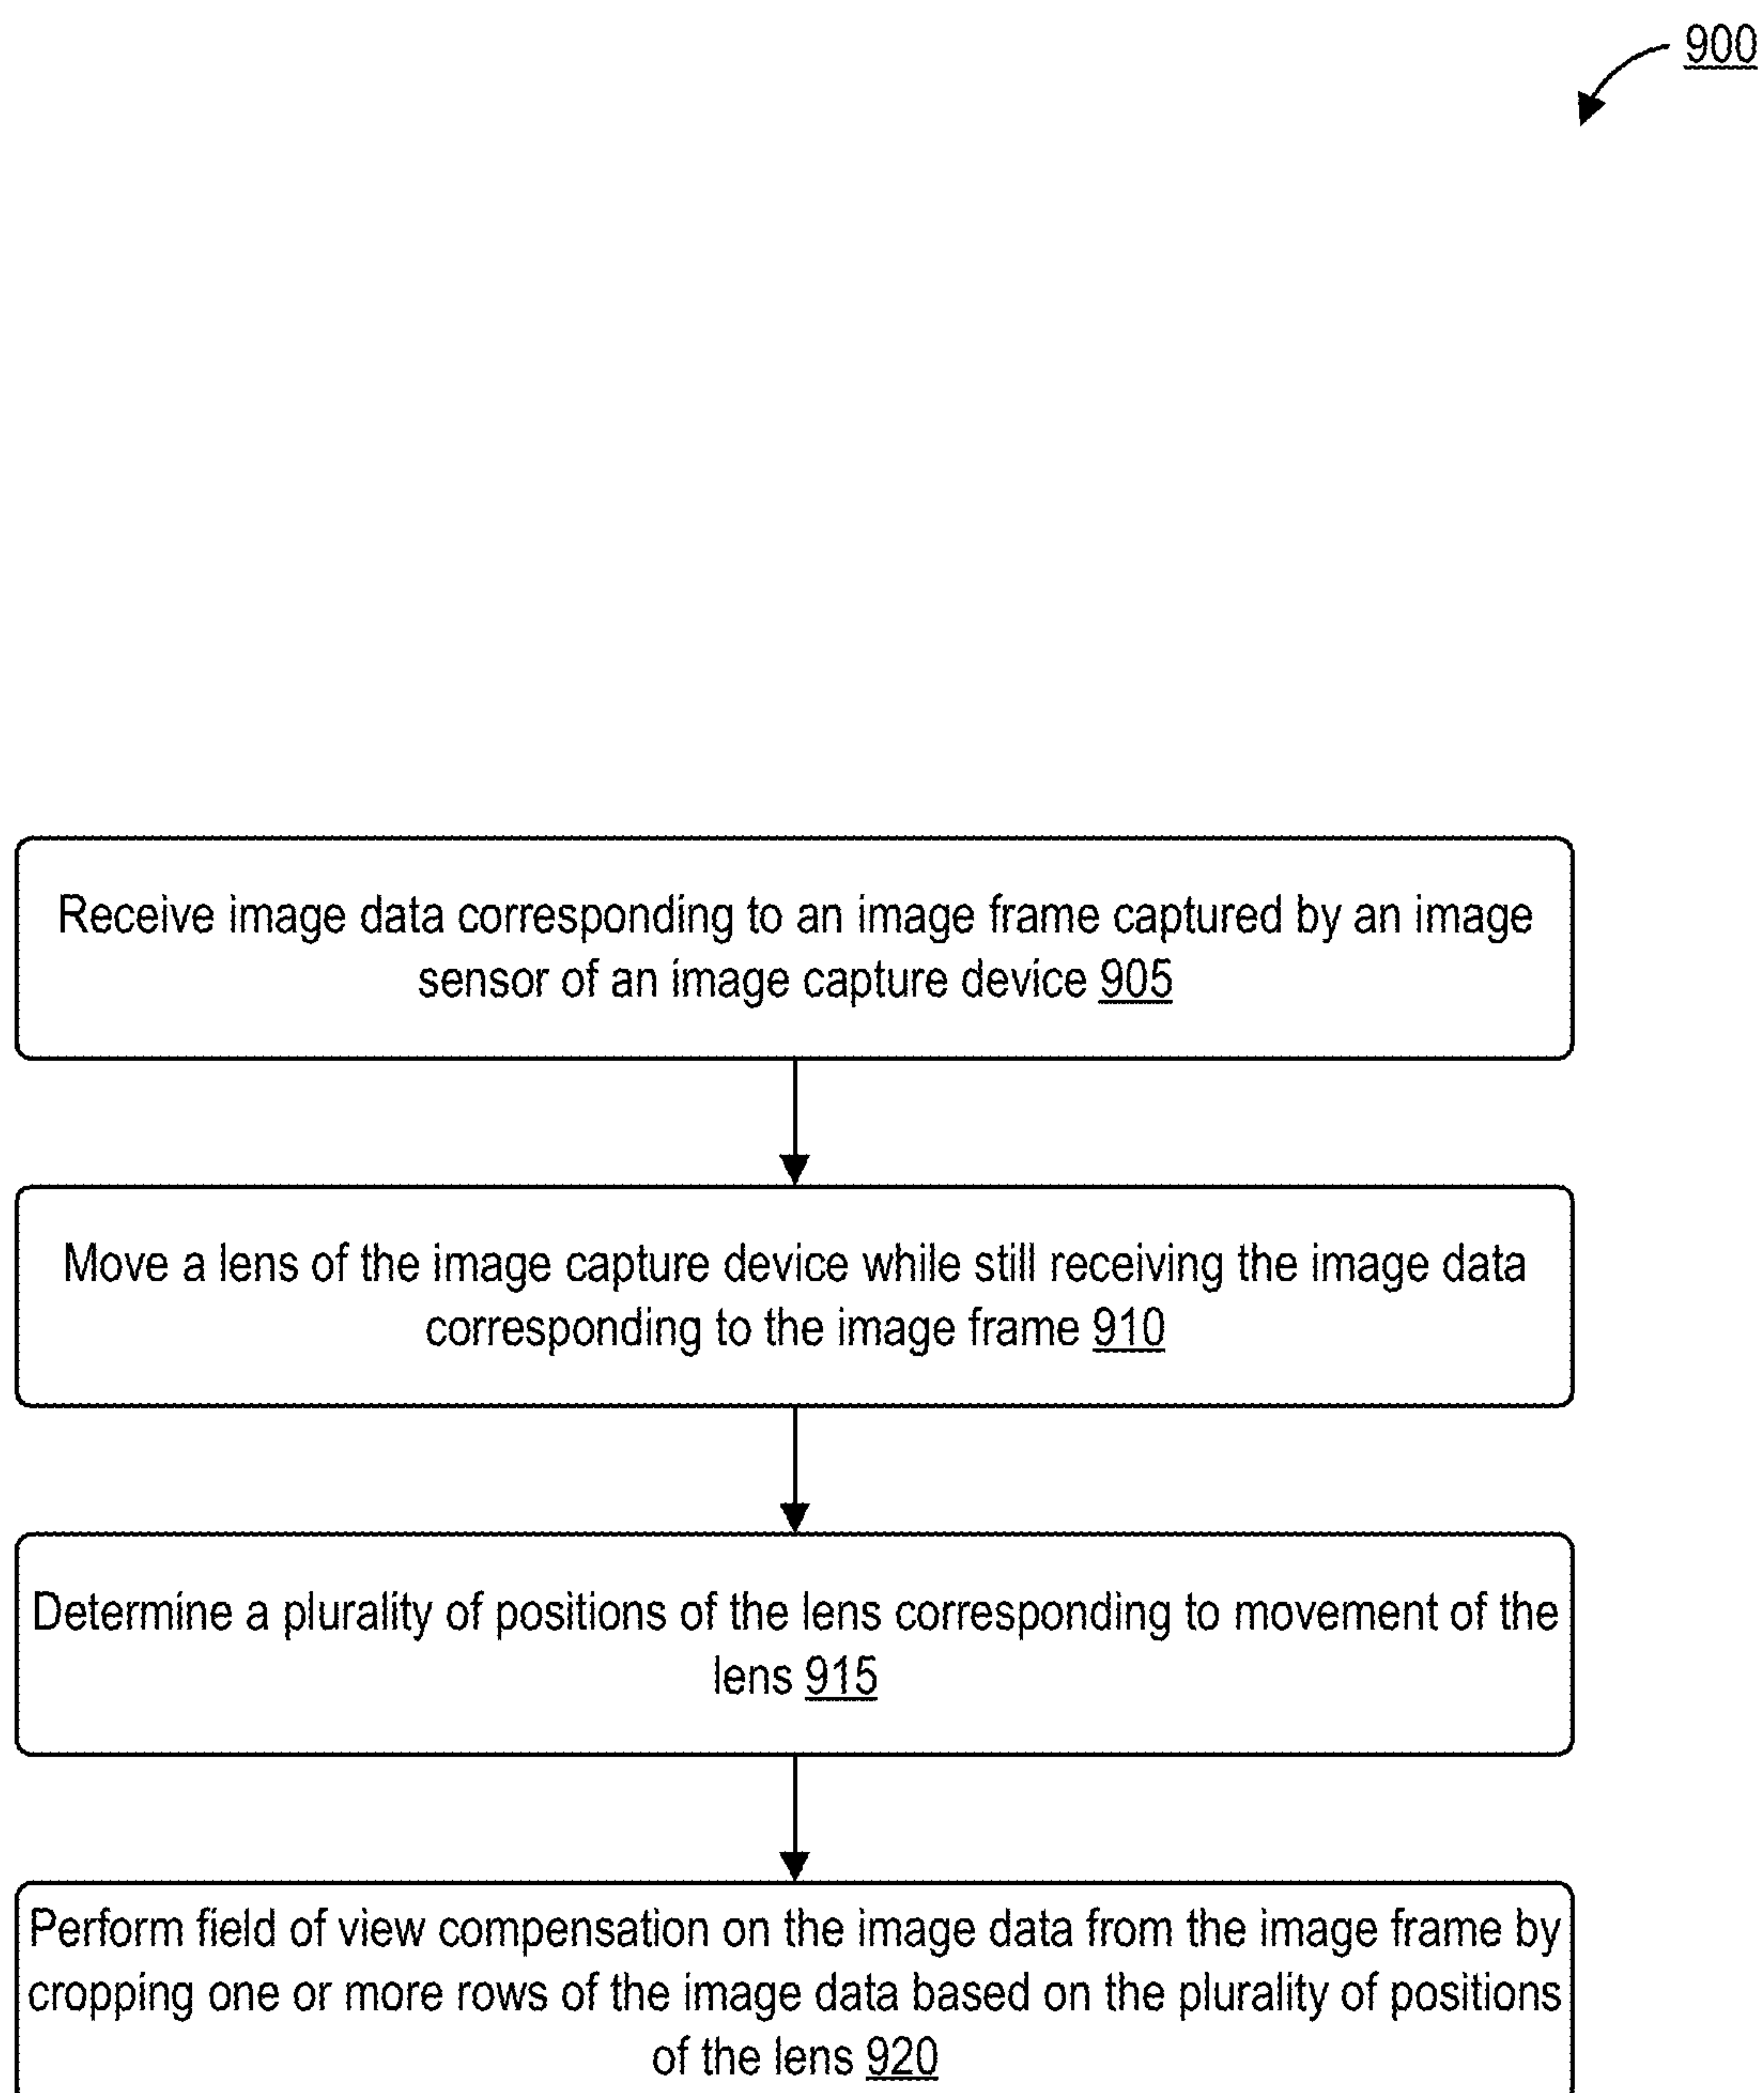 900
Receive image data corresponding to an image frame captured by an image
sensor of an image capture device 905
Move a lens of the image capture device while still receiving the image data
corresponding to the image frame 910
Determine a plurality of positions of the lens corresponding to movement of the
lens 915
Perform field of view compensation on the image data from the image frame by
cropping one or more rows of the image data based on the plurality of positions
of the lens 920